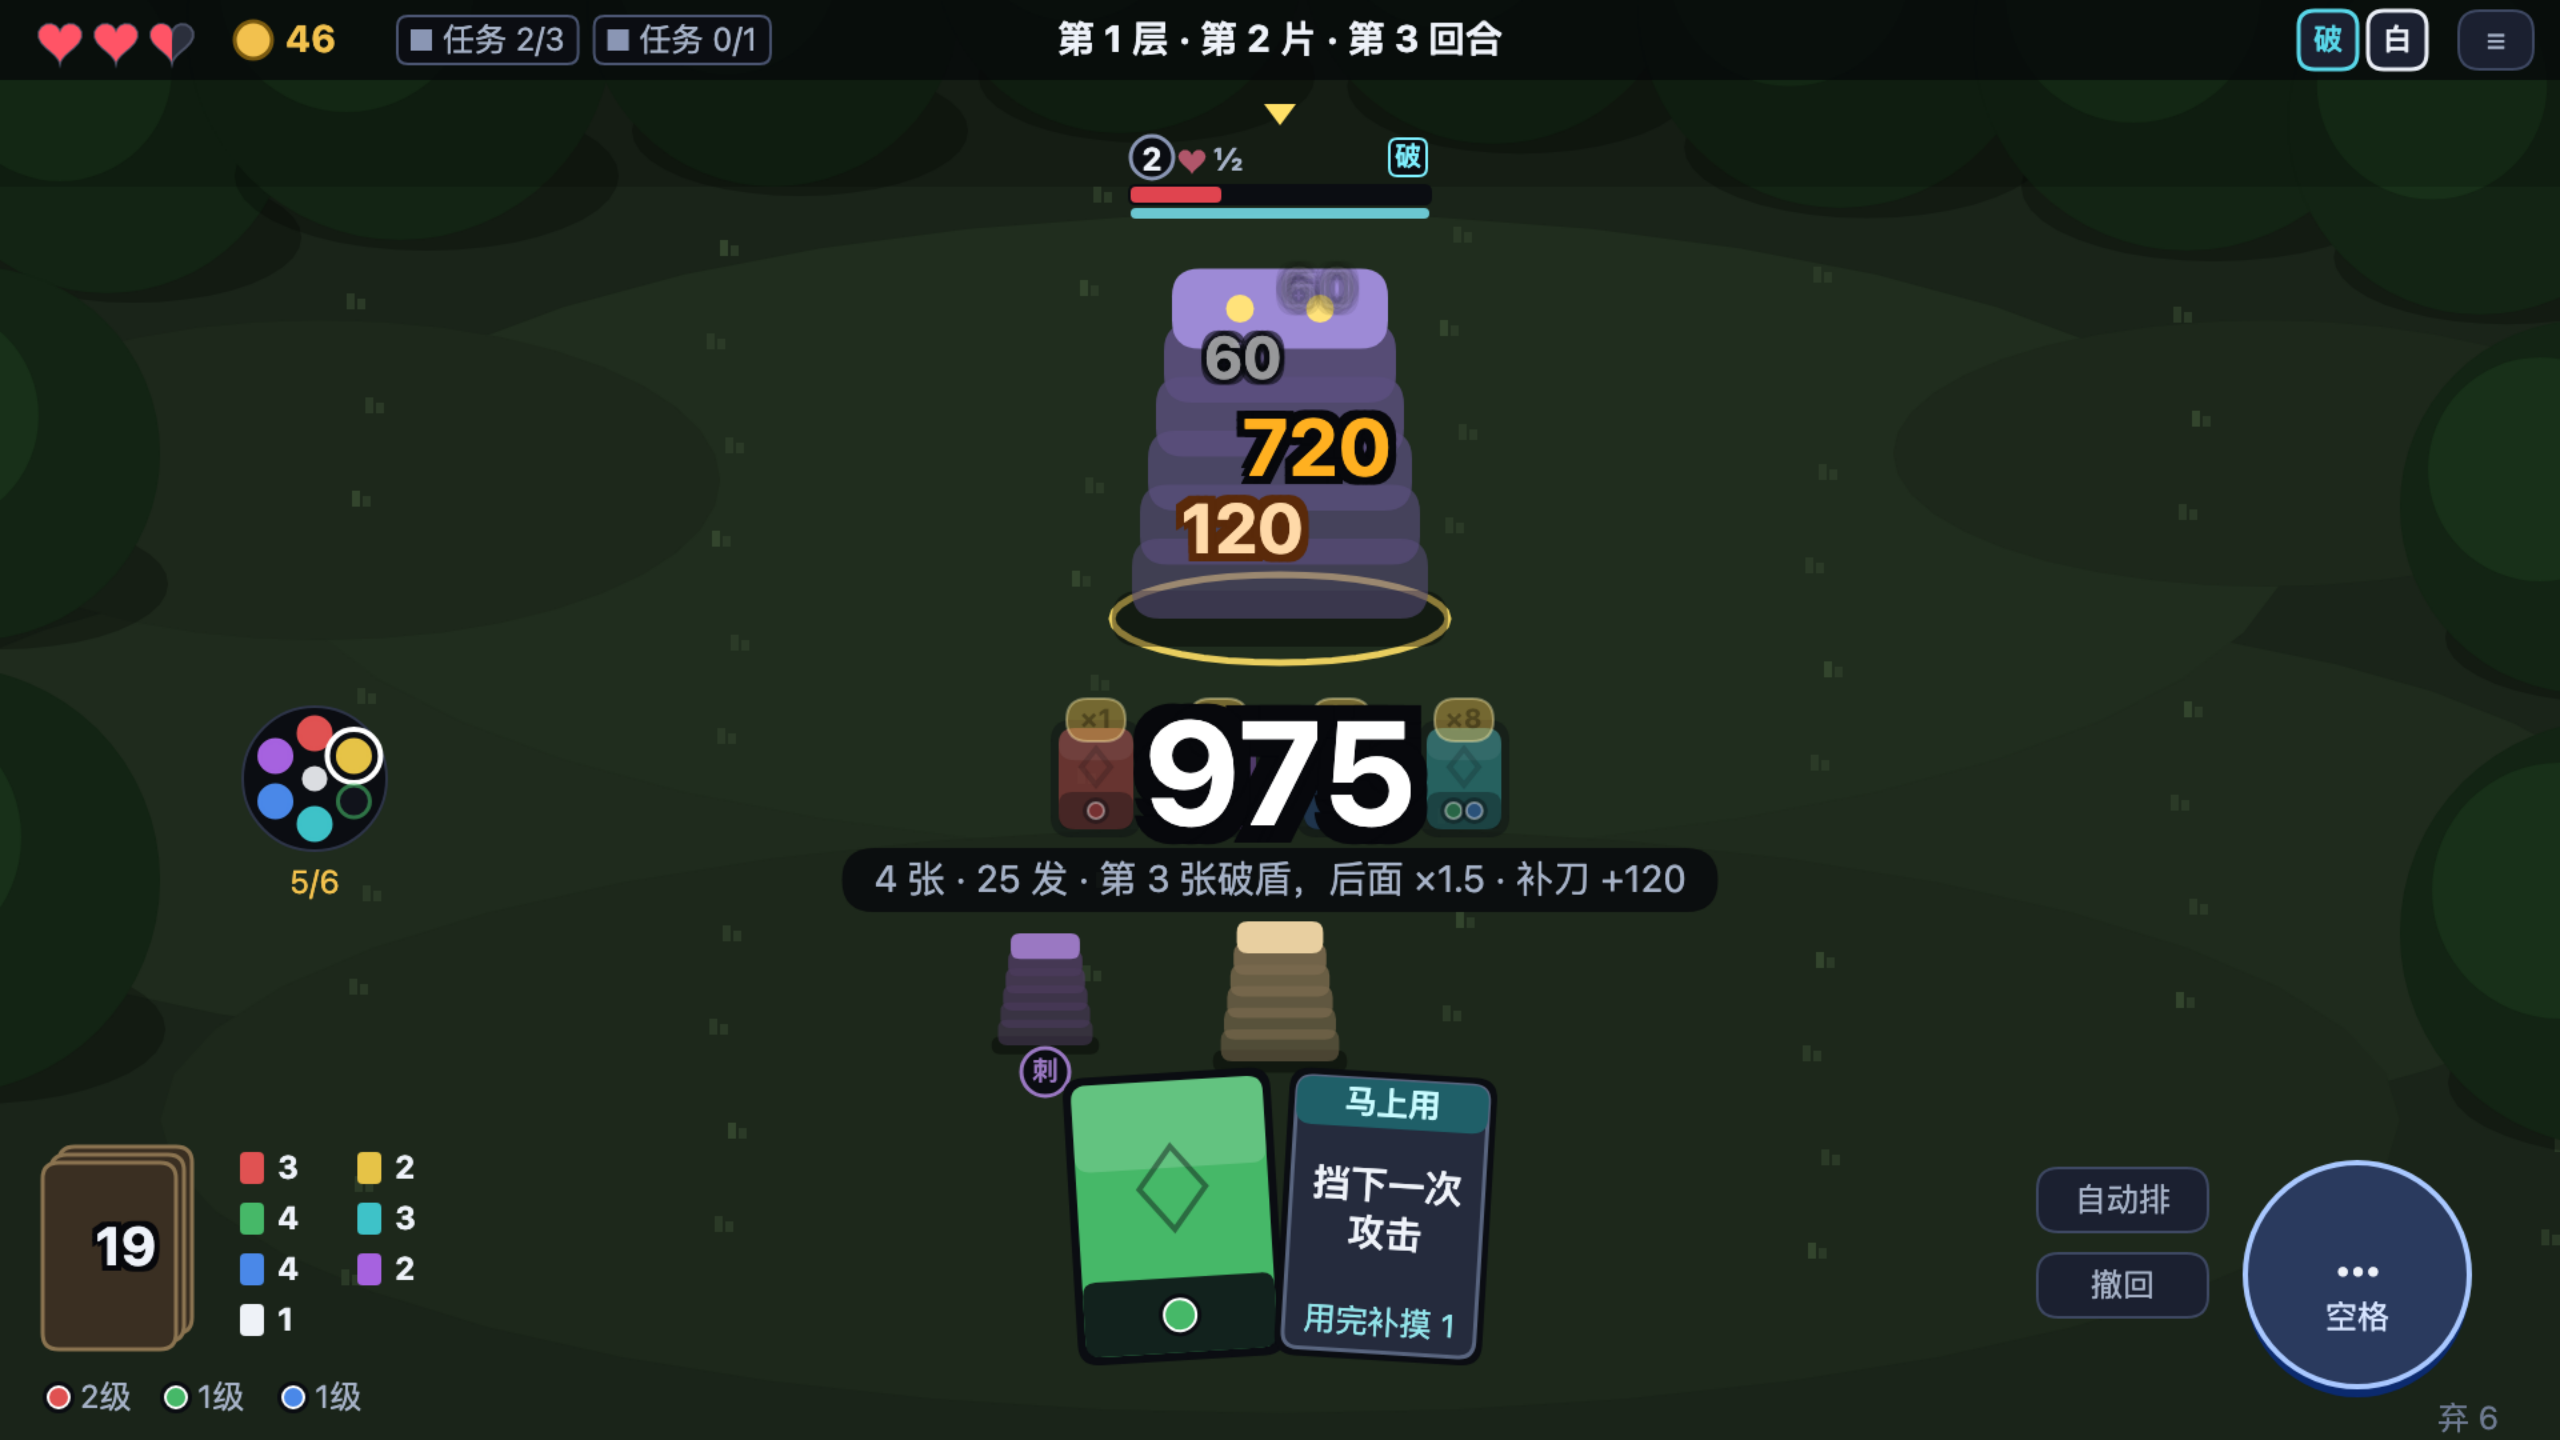 46
任务 2/3
任务 0/1
第 1 层 · 第 2 片 · 第 3 回合
破
白
≡
2
½
破
60
60
720
120
×1
×8
975
5/6
4 张 · 25 发 · 第 3 张破盾，后面 ×1.5 · 补刀 +120
刺
马上用
挡下一次
攻击
用完补摸 1
19
3
2
4
3
4
2
1
2级
1级
1级
自动排
撤回
•••
空格
弃 6